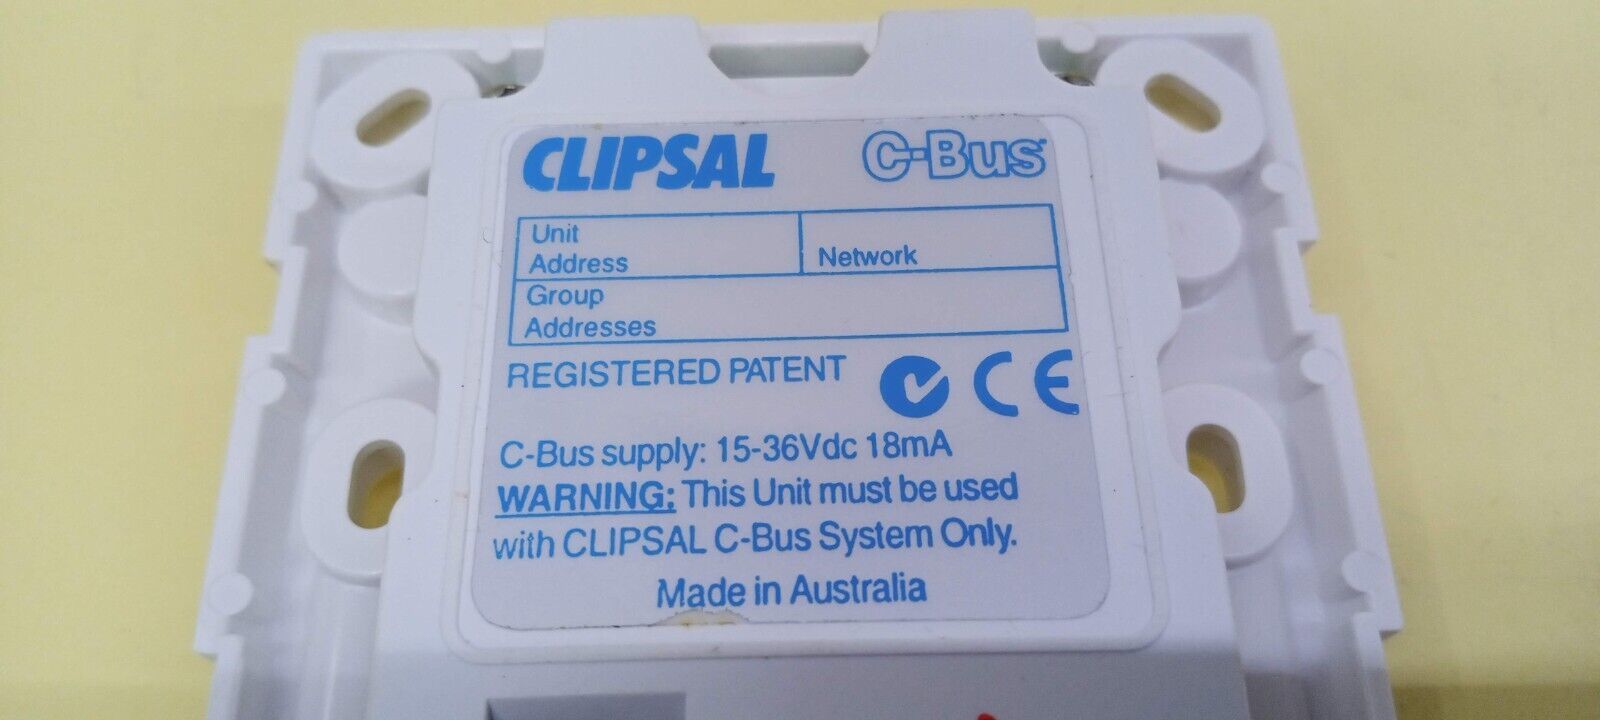 CLIPSAL C-Bus
Unit
Address
Network
Group
Addresses
REGISTERED PATENT CE
C-Bus supply: 15-36Vdc 18mA
WARNING: This Unit must be used
with CLIPSAL C-Bus System Only.
Made in Australia